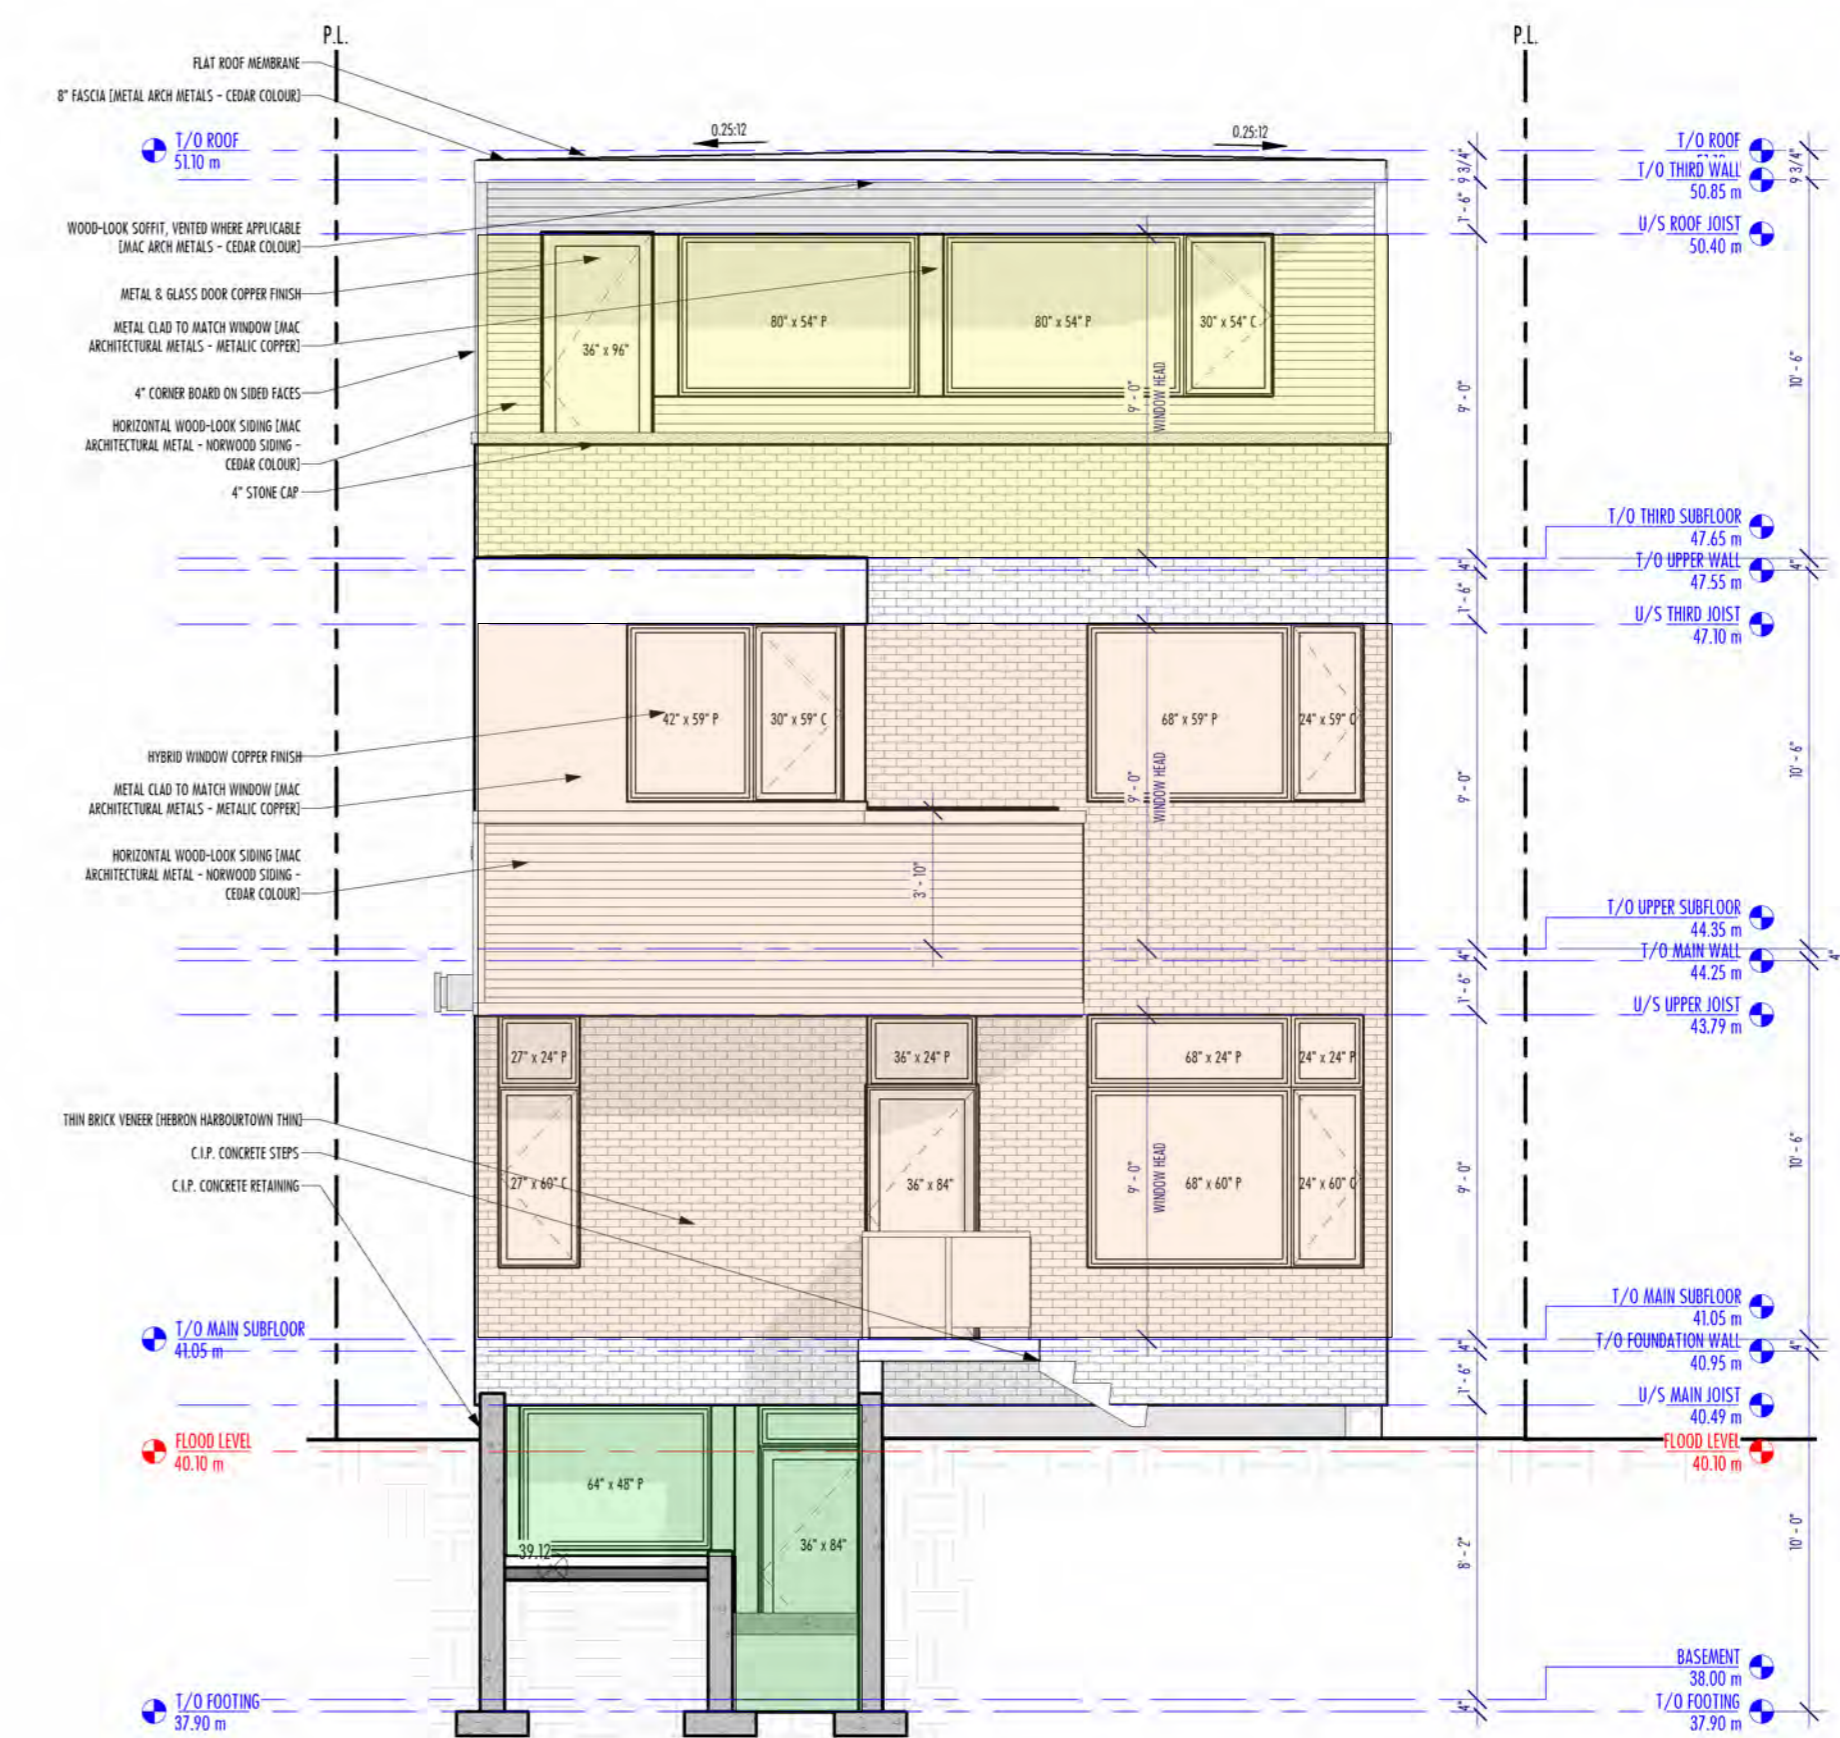 P.L.
P.L.
FLAT ROOF MEMBRANE
8" FASCIA [METAL ARCH METALS - CEDAR COLOUR]
T/O ROOF
51.10 m
0.25:12
0.25:12
T/O ROOF
9 3/4"
9 3/4"
T/O THIRD WALL
50.85 m
1' - 6"
U/S ROOF JOIST
50.40 m
WOOD-LOOK SOFFIT, VENTED WHERE APPLICABLE
[MAC ARCH METALS - CEDAR COLOUR]
METAL & GLASS DOOR COPPER FINISH
METAL CLAD TO MATCH WINDOW [MAC
ARCHITECTURAL METALS - METALIC COPPER]
4" CORNER BOARD ON SIDED FACES
HORIZONTAL WOOD-LOOK SIDING [MAC
ARCHITECTURAL METAL - NORWOOD SIDING -
CEDAR COLOUR]
4" STONE CAP
36" x 96"
80" x 54" P
80" x 54" P
30" x 54" C
9' - 0"
WINDOW HEAD
9' - 0"
10' - 6"
T/O THIRD SUBFLOOR
47.65 m
4"
4"
T/O UPPER WALL
47.55 m
1' - 6"
U/S THIRD JOIST
47.10 m
42" x 59" P
30" x 59" C
68" x 59" P
24" x 59" C
HYBRID WINDOW COPPER FINISH
METAL CLAD TO MATCH WINDOW [MAC
ARCHITECTURAL METALS - METALIC COPPER]
HORIZONTAL WOOD-LOOK SIDING [MAC
ARCHITECTURAL METAL - NORWOOD SIDING -
CEDAR COLOUR]
9' - 0"
WINDOW HEAD
9' - 0"
10' - 6"
3' - 10"
T/O UPPER SUBFLOOR
44.35 m
4"
4"
T/O MAIN WALL
44.25 m
1' - 6"
U/S UPPER JOIST
43.79 m
27" x 24" P
36" x 24" P
68" x 24" P
24" x 24" P
THIN BRICK VENEER [HEBRON HARBOURTOWN THIN]
C.I.P. CONCRETE STEPS
C.I.P. CONCRETE RETAINING
27" x 60" C
36" x 84"
68" x 60" P
24" x 60" C
9' - 0"
WINDOW HEAD
9' - 0"
10' - 6"
T/O MAIN SUBFLOOR
41.05 m
T/O MAIN SUBFLOOR
41.05 m
4"
4"
T/O FOUNDATION WALL
40.95 m
1' - 6"
U/S MAIN JOIST
40.49 m
FLOOD LEVEL
40.10 m
FLOOD LEVEL
40.10 m
64" x 48" P
36" x 84"
39.12
8' - 2"
10' - 0"
BASEMENT
38.00 m
T/O FOOTING
37.90 m
4"
T/O FOOTING
37.90 m